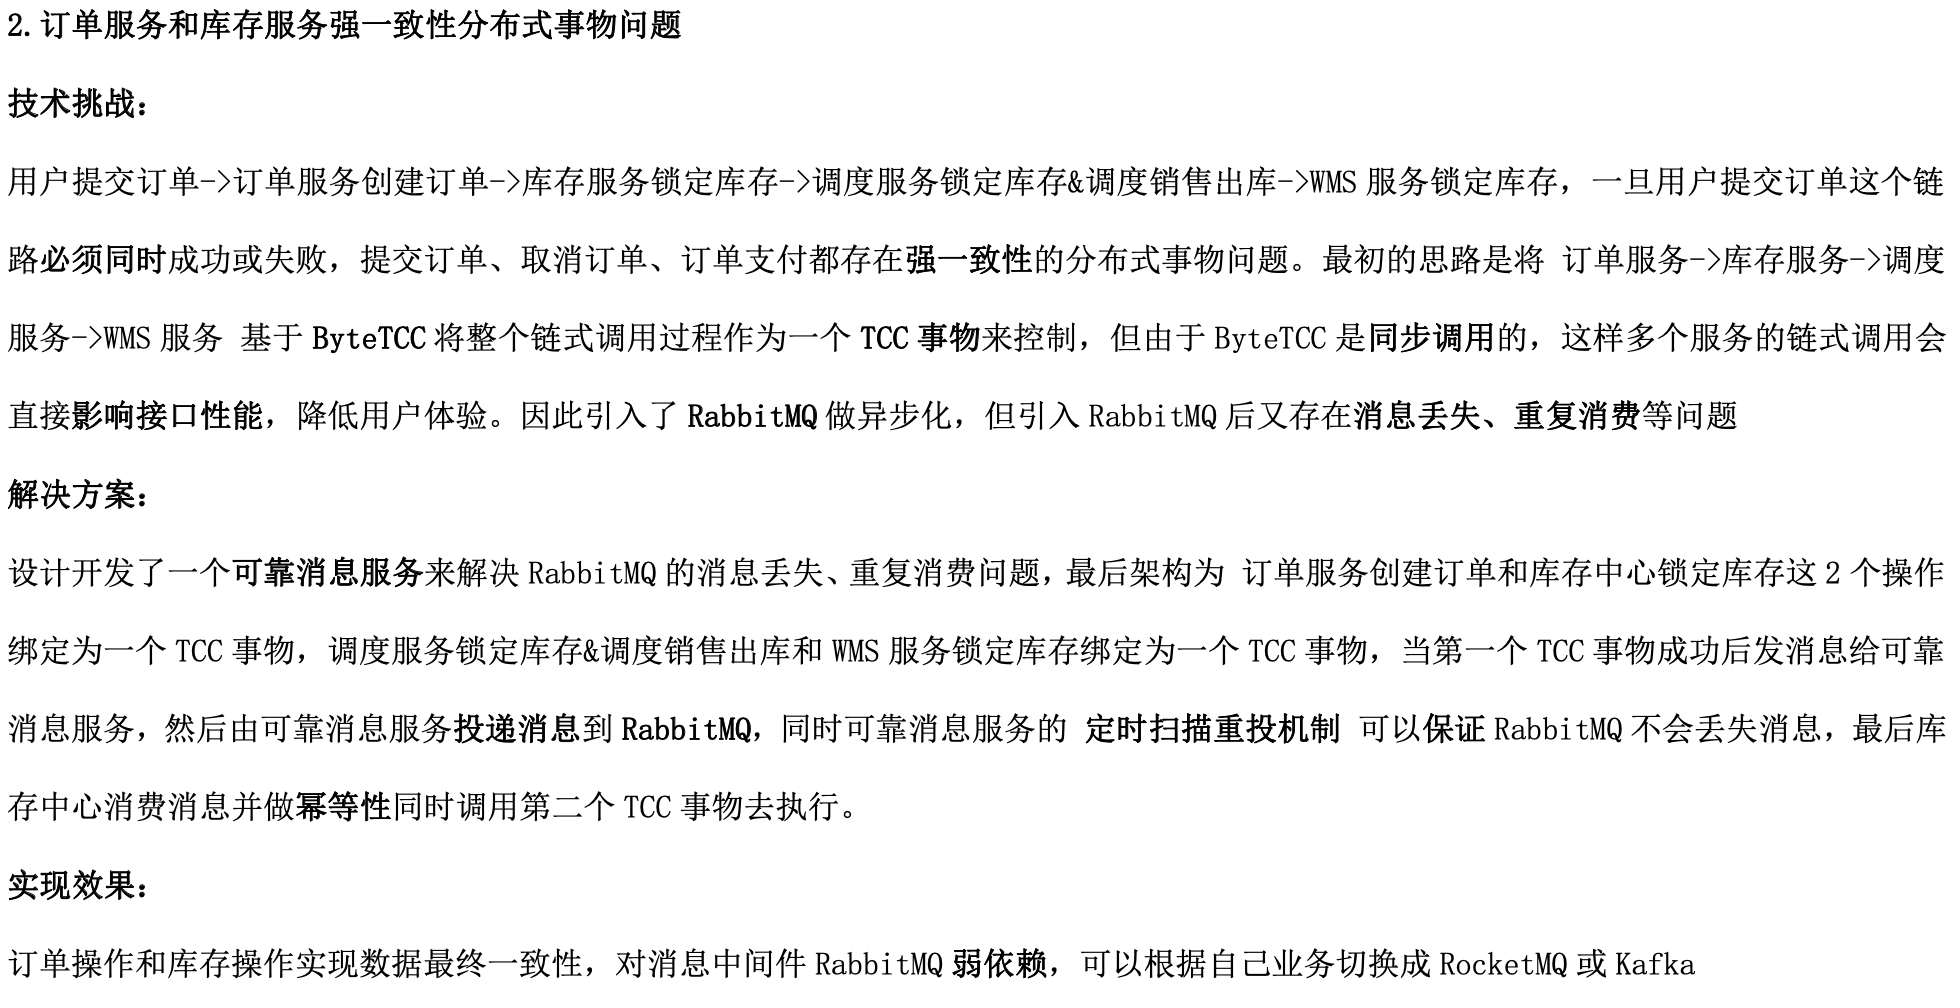 2.订单服务和库存服务强一致性分布式事物问题
技术挑战：
用户提交订单->订单服务创建订单->库存服务锁定库存->调度服务锁定库存&调度销售出库->WMS 服务锁定库存，一旦用户提交订单这个链
路必须同时成功或失败，提交订单、取消订单、订单支付都存在强一致性的分布式事物问题。最初的思路是将 订单服务->库存服务->调度
服务->WMS 服务 基于 ByteTCC 将整个链式调用过程作为一个 TCC 事物来控制，但由于 ByteTCC 是同步调用的，这样多个服务的链式调用会
直接影响接口性能，降低用户体验。因此引入了 RabbitMQ 做异步化，但引入 RabbitMQ 后又存在消息丢失、重复消费等问题
解决方案：
设计开发了一个可靠消息服务来解决 RabbitMQ 的消息丢失、重复消费问题，最后架构为 订单服务创建订单和库存中心锁定库存这 2 个操作
绑定为一个 TCC 事物，调度服务锁定库存&调度销售出库和 WMS 服务锁定库存绑定为一个 TCC 事物，当第一个 TCC 事物成功后发消息给可靠
消息服务，然后由可靠消息服务投递消息到 RabbitMQ，同时可靠消息服务的 定时扫描重投机制 可以保证 RabbitMQ 不会丢失消息，最后库
存中心消费消息并做幂等性同时调用第二个 TCC 事物去执行。
实现效果：
订单操作和库存操作实现数据最终一致性，对消息中间件 RabbitMQ 弱依赖，可以根据自己业务切换成 RocketMQ 或 Kafka